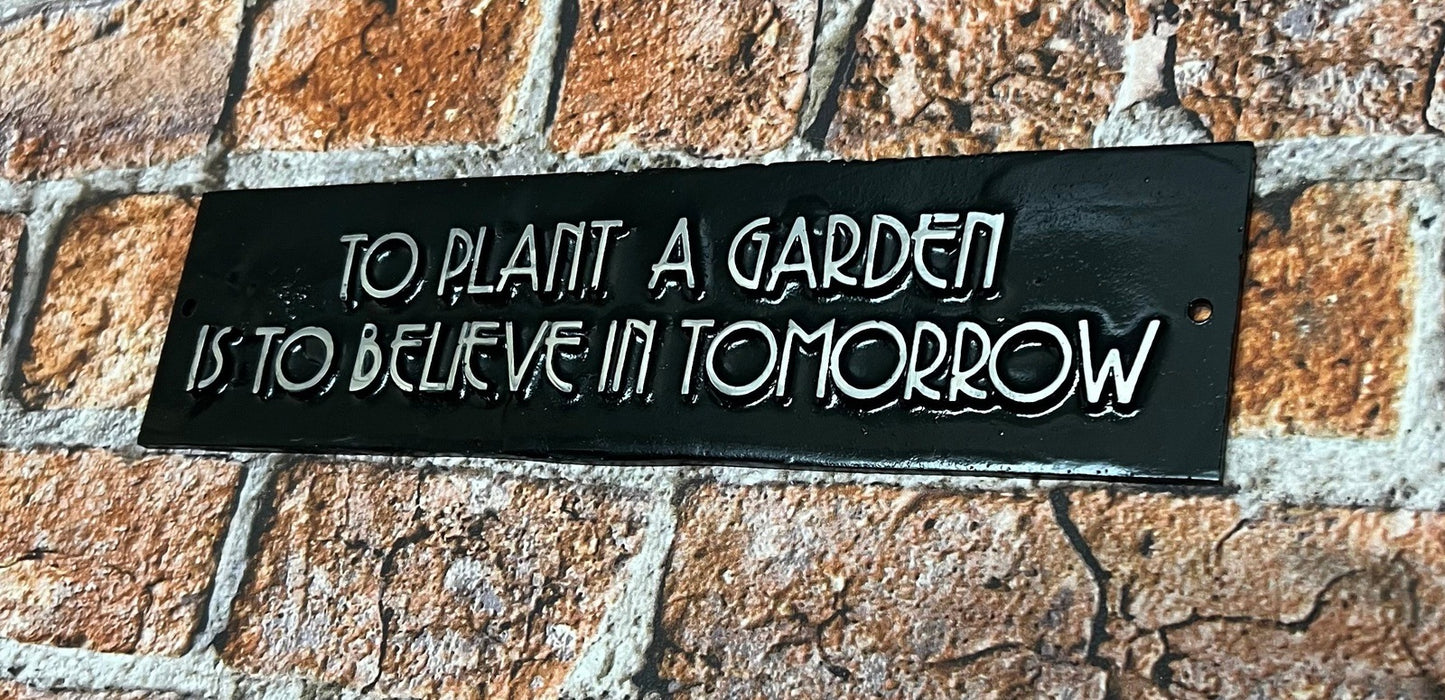 TO PLANT A GARDEN
IS TO BELIEVE IN TOMORROW